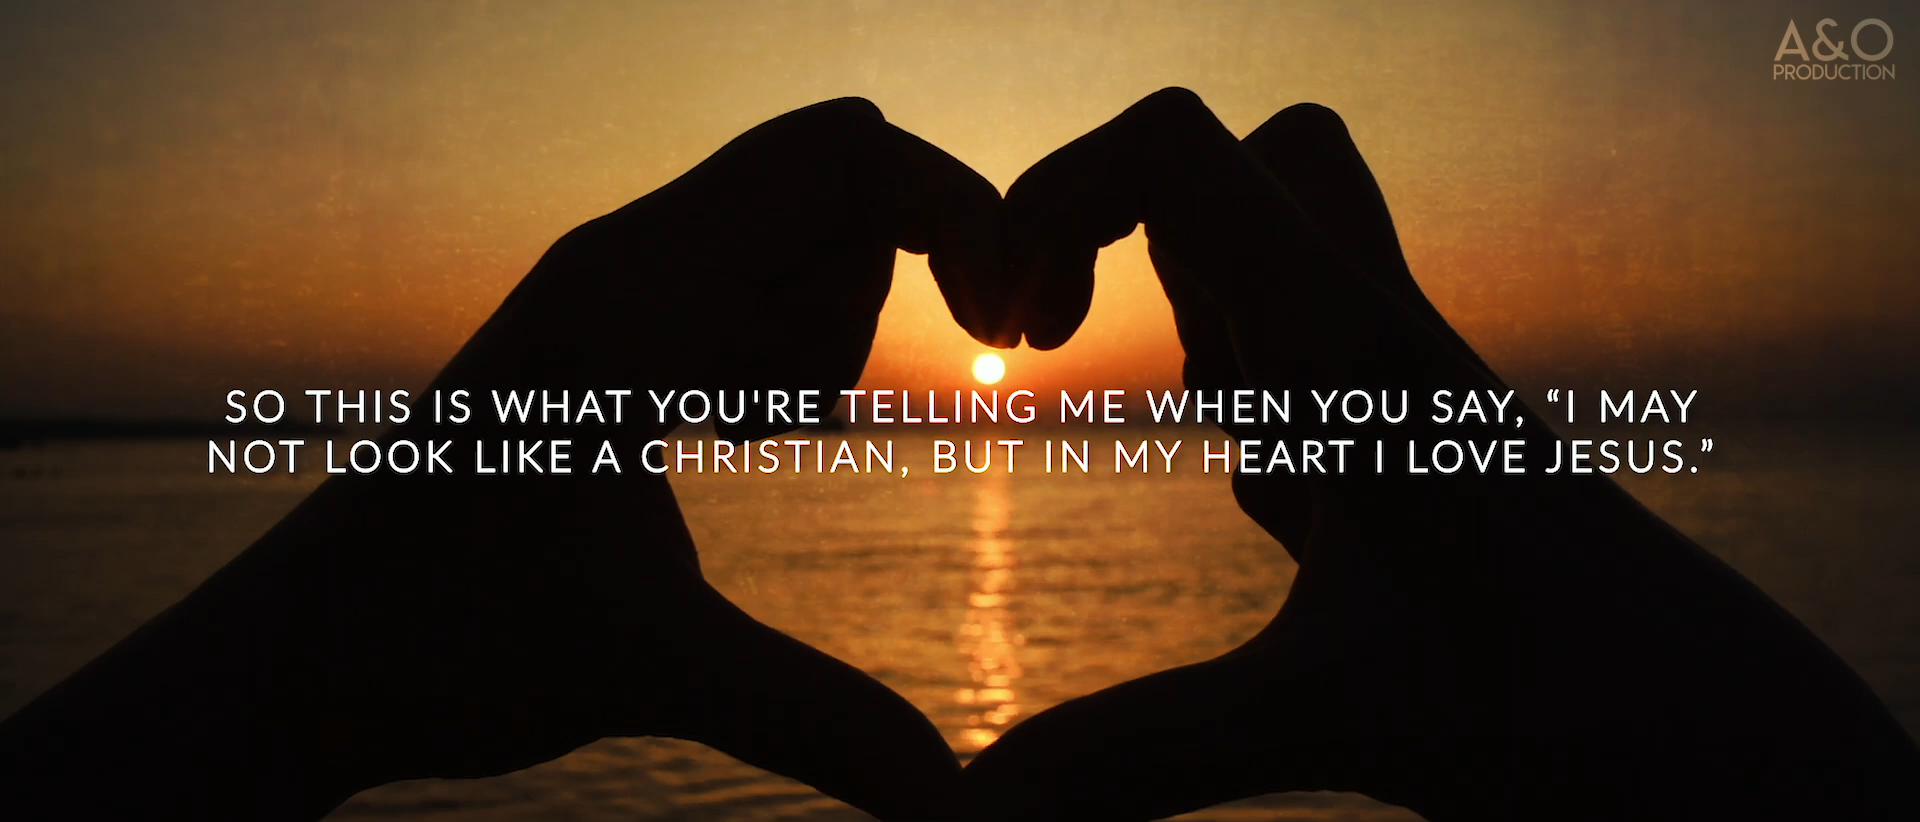 A&O
PRODUCTION
SO THIS IS WHAT YOU'RE TELLING ME WHEN YOU SAY, “I MAY
NOT LOOK LIKE A CHRISTIAN, BUT IN MY HEART I LOVE JESUS.”